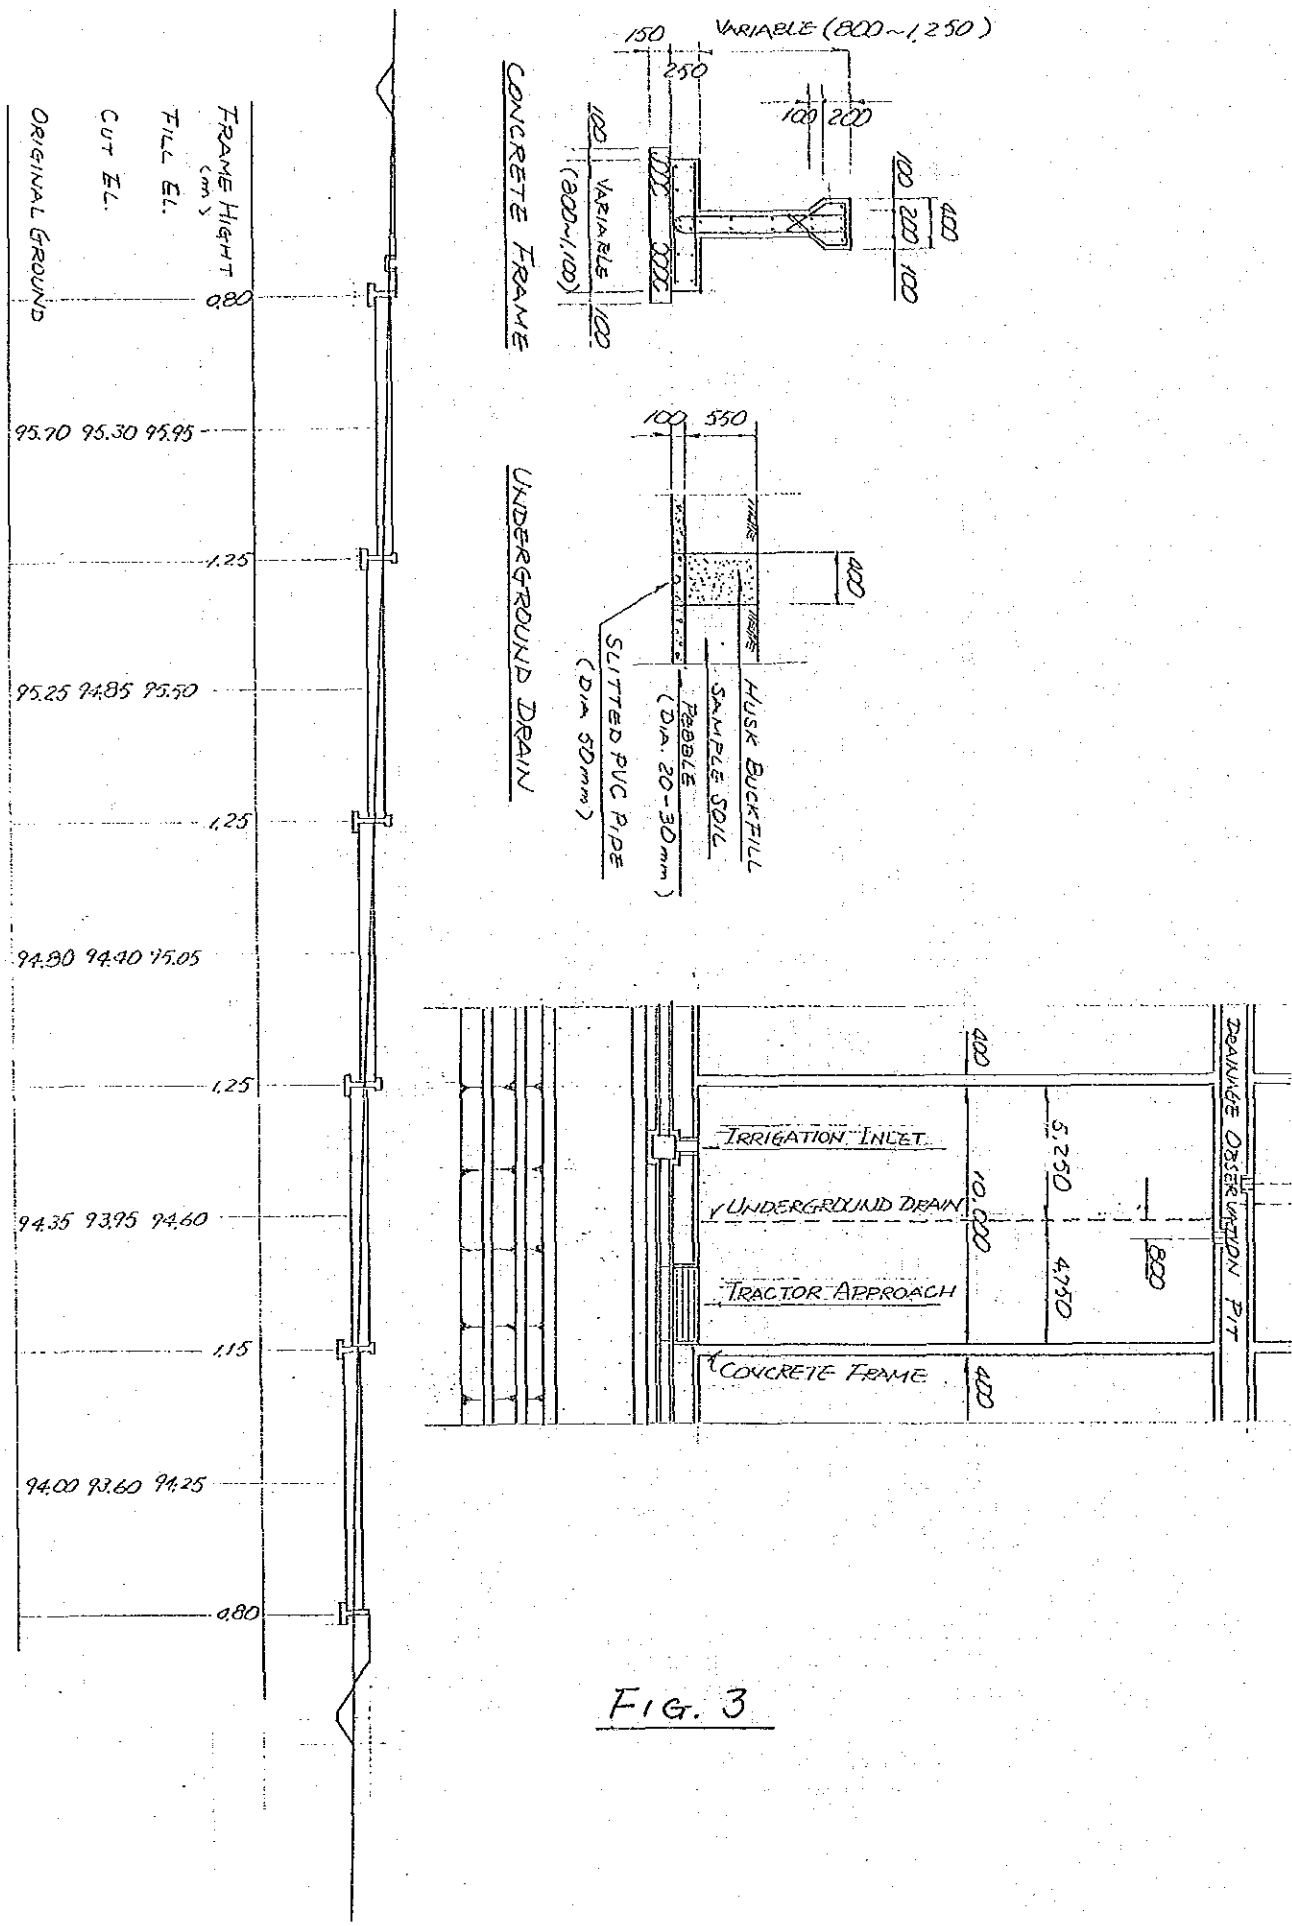 VARIABLE (800~1,250)
150
250
100 200
100 200 100
400
100 VARIABLE 100
(800~1,100)
CONCRETE FRAME
FRAME HIGHT
(m)
FILL EL.
CUT EL.
ORIGINAL GROUND
0.80
95.70 95.30 95.95
1.25
95.25 94.85 95.50
1.25
94.80 94.40 95.05
1.25
94.35 93.95 94.60
1.15
94.00 93.60 94.25
0.80
100 550
400
HUSK BUCKFILL
SAMPLE SOIL
PEBBLE
(DIA. 20-30mm)
SLITTED PVC PIPE
(DIA 50mm)
UNDERGROUND DRAIN
DRAINAGE OBSERVATION PIT
400
5,250
10,000
4,750
800
400
IRRIGATION INLET
UNDERGROUND DRAIN
TRACTOR APPROACH
CONCRETE FRAME
FIG. 3